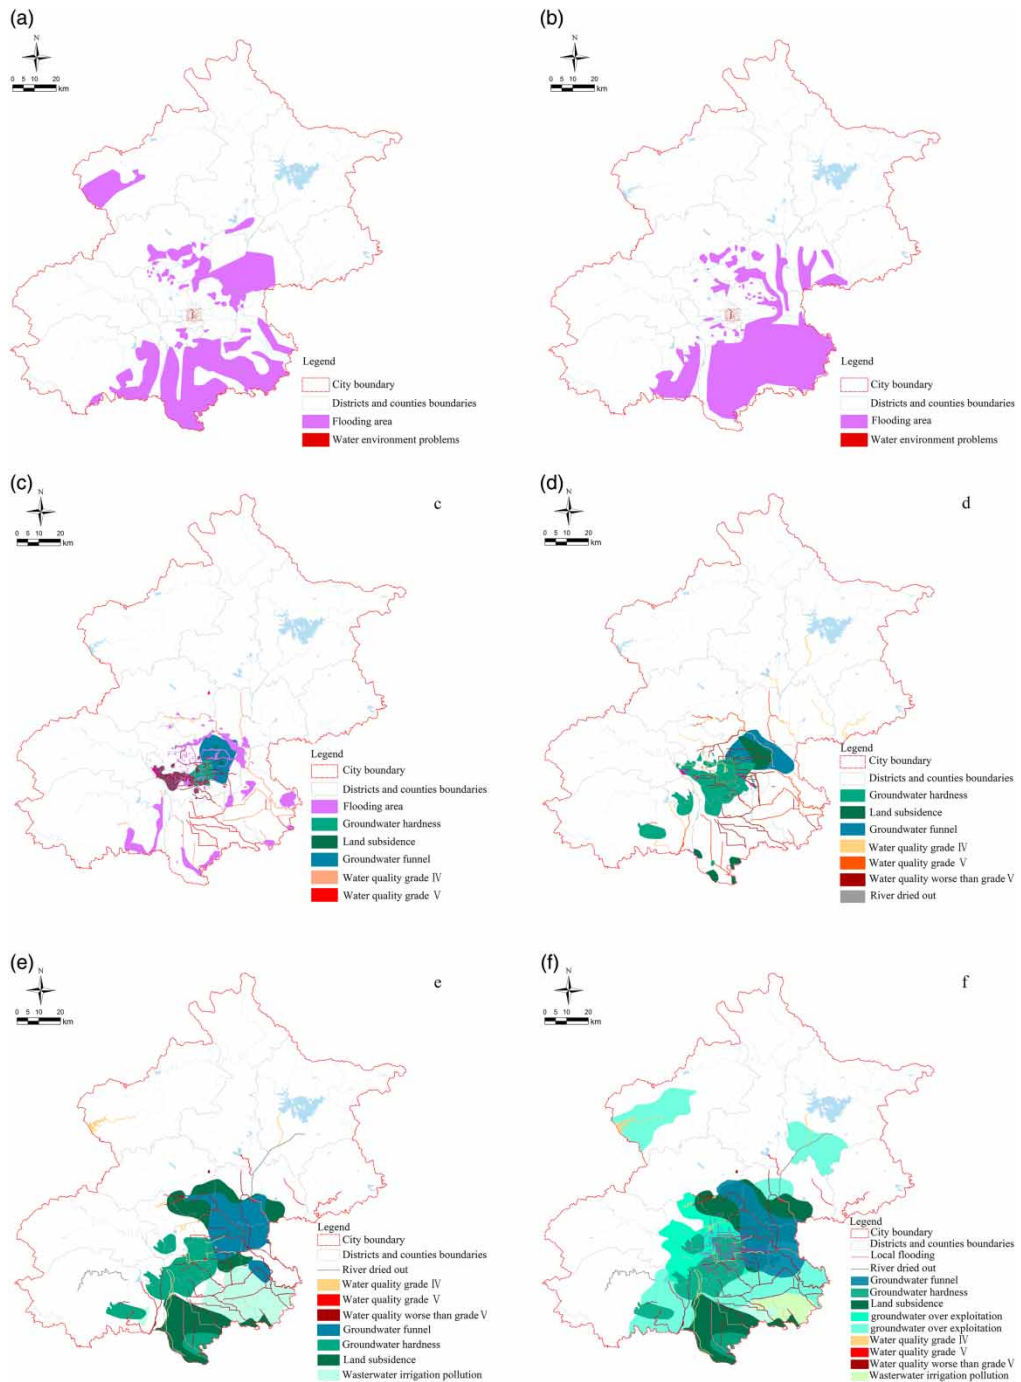 (a)
N
0 5 10 20
km
Legend
City boundary
Districts and counties boundaries
Flooding area
Water environment problems
(b)
N
0 5 10 20
km
Legend
City boundary
Districts and counties boundaries
Flooding area
Water environment problems
(c)
c
N
0 5 10 20
km
Legend
City boundary
Districts and counties boundaries
Flooding area
Groundwater hardness
Land subsidence
Groundwater funnel
Water quality grade Ⅳ
Water quality grade Ⅴ
(d)
d
N
0 5 10 20
km
Legend
City boundary
Districts and counties boundaries
Groundwater hardness
Land subsidence
Groundwater funnel
Water quality grade Ⅳ
Water quality grade Ⅴ
Water quality worse than grade Ⅴ
River dried out
(e)
e
N
0 5 10 20
km
Legend
City boundary
Districts and counties boundaries
River dried out
Water quality grade Ⅳ
Water quality grade Ⅴ
Water quality worse than grade Ⅴ
Groundwater funnel
Groundwater hardness
Land subsidence
Wasterwater irrigation pollution
(f)
f
N
0 5 10 20
km
Legend
City boundary
Districts and counties boundaries
Local flooding
River dried out
Groundwater funnel
Groundwater hardness
Land subsidence
groundwater over exploitation
groundwater over exploitation
Water quality grade Ⅳ
Water quality grade Ⅴ
Water quality worse than grade Ⅴ
Wasterwater irrigation pollution